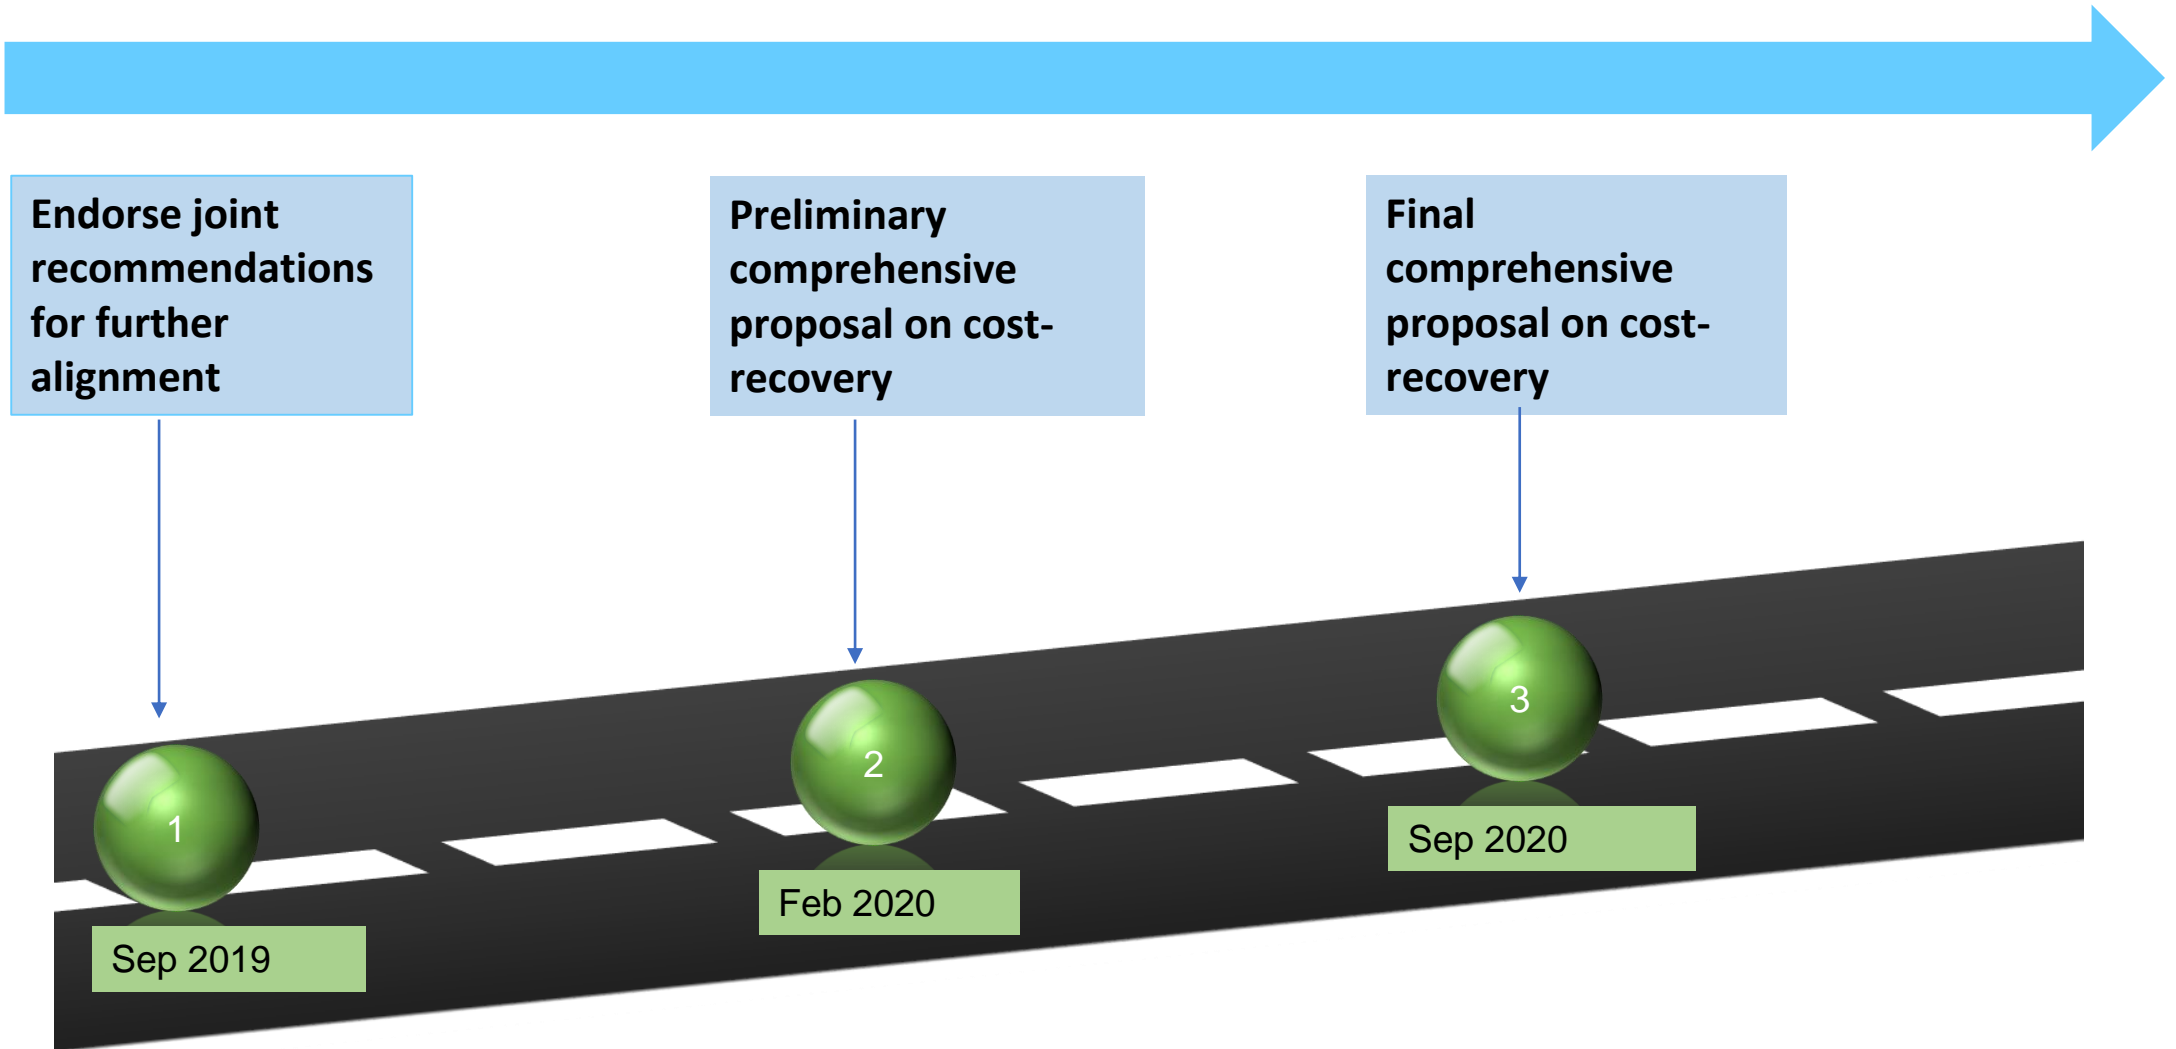 Endorse joint
recommendations
for further
alignment
Preliminary
comprehensive
proposal on cost-
recovery
Final
comprehensive
proposal on cost-
recovery
1
2
3
Sep 2019
Feb 2020
Sep 2020